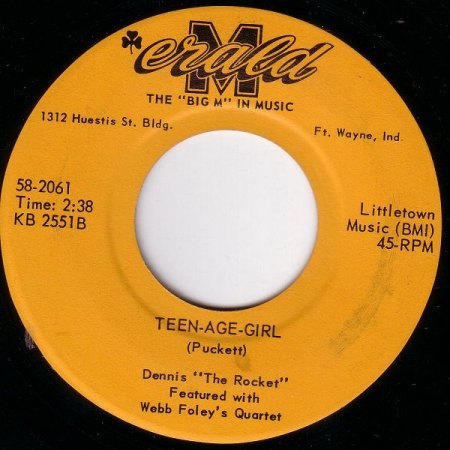 erald
M
THE "BIG M" IN MUSIC
1312 Huestis St. Bldg.
Ft. Wayne, Ind.
58-2061
Time: 2:38
KB 2551B
Littletown
Music (BMI)
45-RPM
TEEN-AGE-GIRL
(Puckett)
Dennis "The Rocket"
Featured with
Webb Foley's Quartet